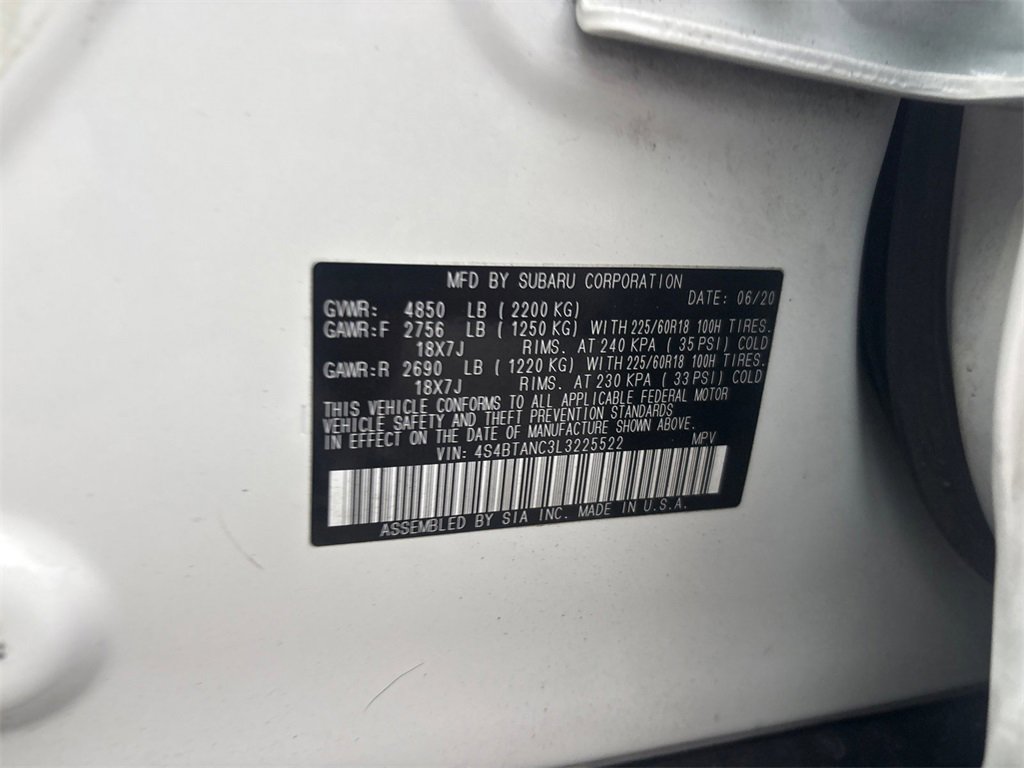 MFD BY SUBARU CORPORATION
DATE: 06/20
GVWR: 4850 LB ( 2200 KG)
GAWR:F 2756 LB ( 1250 KG) WITH 225/60R18 100H TIRES.
18X7J RIMS. AT 240 KPA ( 35 PSI) COLD
GAWR:R 2690 LB ( 1220 KG) WITH 225/60R18 100H TIRES.
18X7J RIMS. AT 230 KPA ( 33 PSI) COLD
THIS VEHICLE CONFORMS TO ALL APPLICABLE FEDERAL MOTOR
VEHICLE SAFETY AND THEFT PREVENTION STANDARDS
IN EFFECT ON THE DATE OF MANUFACTURE SHOWN ABOVE.
VIN: 4S4BTANC3L3225522 MPV
ASSEMBLED BY SIA INC. MADE IN U.S.A.